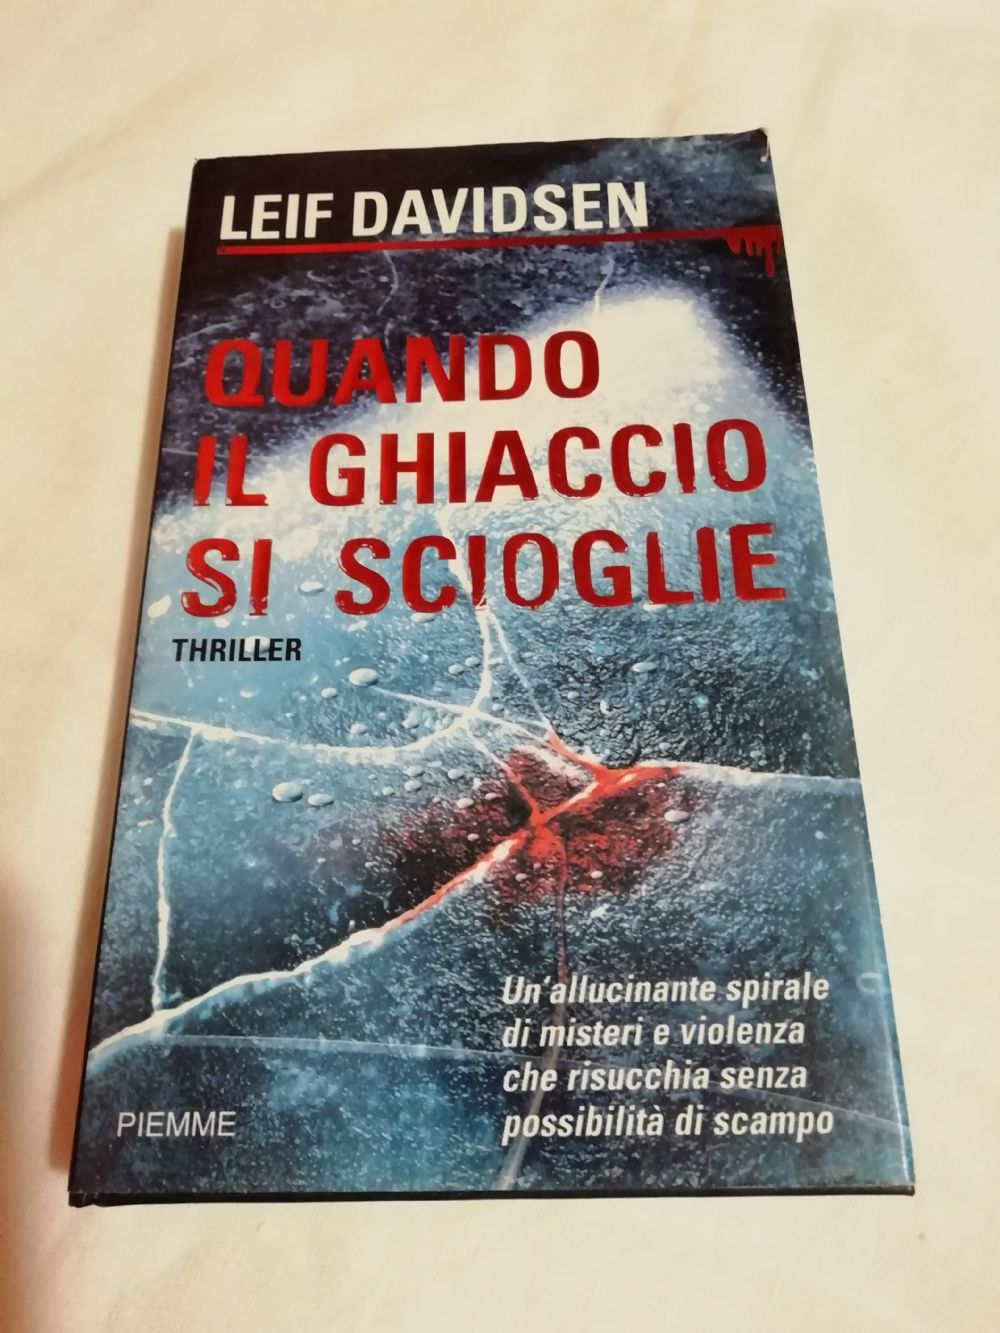 LEIF DAVIDSEN
QUANDO
IL GHIACCIO
SI SCIOGLIE
THRILLER
Un'allucinante spirale
di misteri e violenza
che risucchia senza
possibilità di scampo
PIEMME